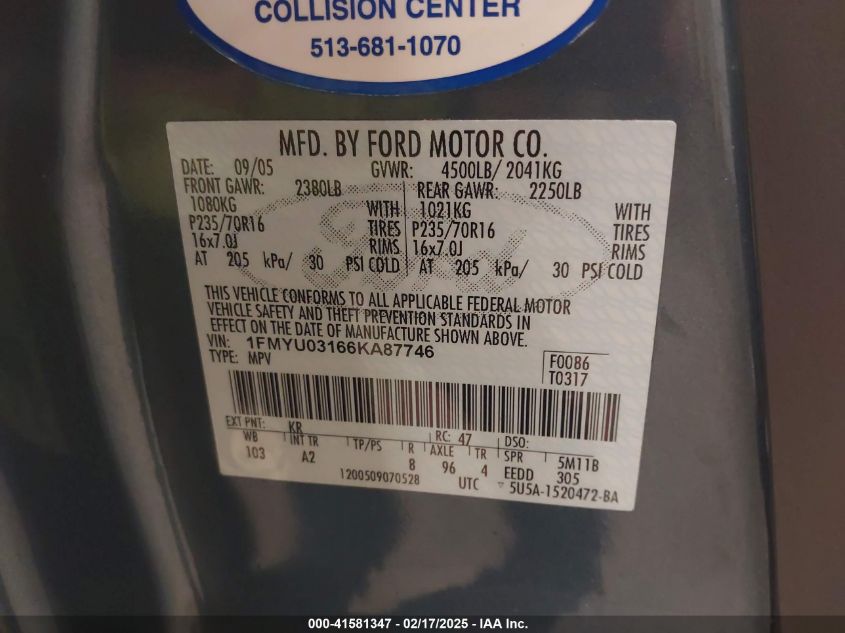 COLLISION CENTER
513-681-1070
MFD. BY FORD MOTOR CO.
DATE: 09/05 GVWR: 4500LB/ 2041KG
FRONT GAWR: 2380LB REAR GAWR: 2250LB
1080KG WITH 1021KG WITH
P235/70R16 TIRES P235/70R16 TIRES
16x7.0J RIMS 16x7.0J RIMS
AT 205 kPa/ 30 PSI COLD AT 205 kPa/ 30 PSI COLD
Ford
THIS VEHICLE CONFORMS TO ALL APPLICABLE FEDERAL MOTOR
VEHICLE SAFETY AND THEFT PREVENTION STANDARDS IN
EFFECT ON THE DATE OF MANUFACTURE SHOWN ABOVE.
VIN: 1FMYU03166KA87746
TYPE: MPV F0086
T0317
EXT PNT: KR RC: 47 DSO:
WB INT TR TP/PS R AXLE TR SPR 5M11B
103 A2 8 96 4 EEDD 305
1200509070528 UTC ▽ 5U5A-1520472-BA
000-41581347 - 02/17/2025 - IAA Inc.